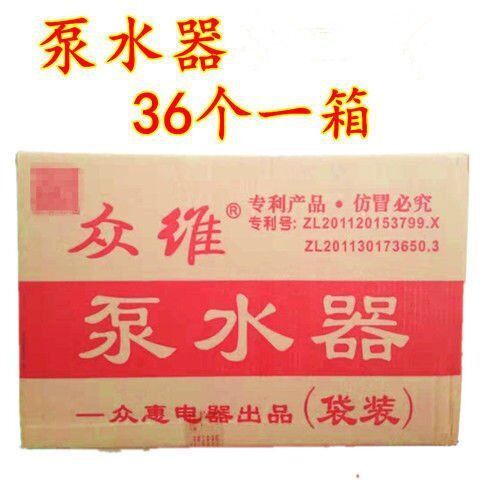 泵水器
36个一箱
众维®
专利产品·仿冒必究
专利号: ZL201120153799.X
ZL201130173650.3
泵水器
一众惠电器出品(袋装)